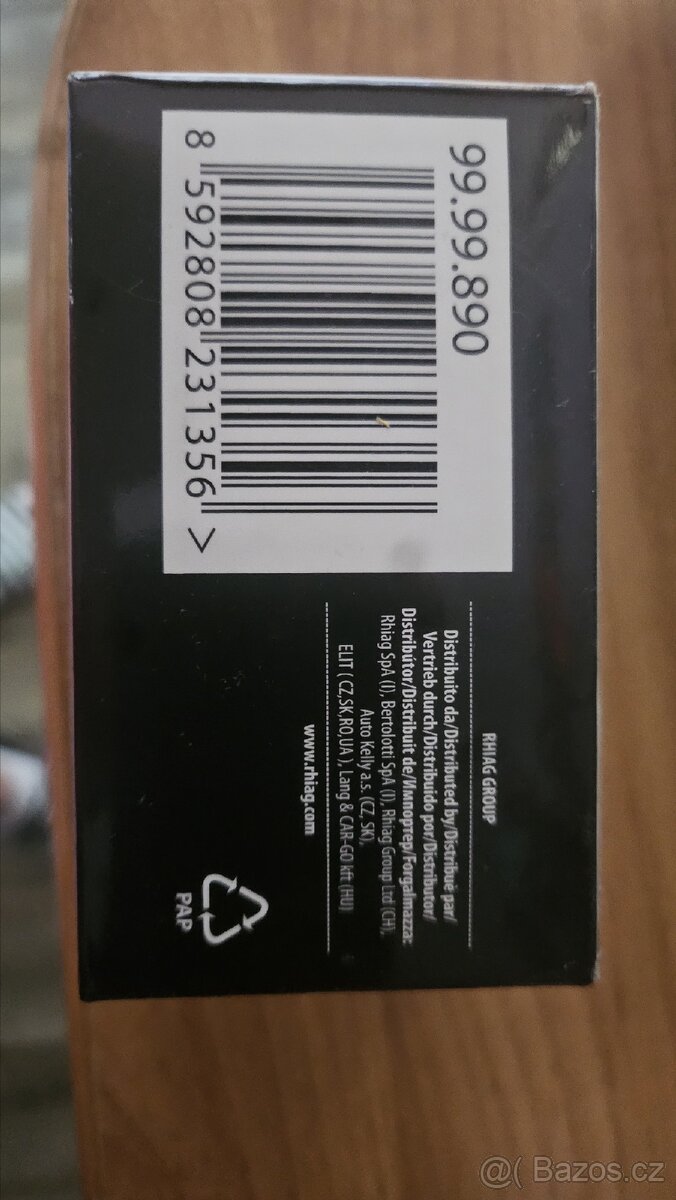 99.99.890
8 592808 231356 >
RHIAG GROUP
Distribuito da/Distributed by/Distribué par/
Vertrieb durch/Distribuido por/Distributor/
Distribútor/Distribuit de/Импортер/Forgalmazza:
Rhiag SpA (I), Bertolotti SpA (I), Rhiag Group Ltd (CH),
Auto Kelly a.s. (CZ, SK),
ELIT ( CZ,SK,RO,UA ), Lang & CAR-GO kft (HU)
www.rhiag.com
PAP
@( Bazos.cz